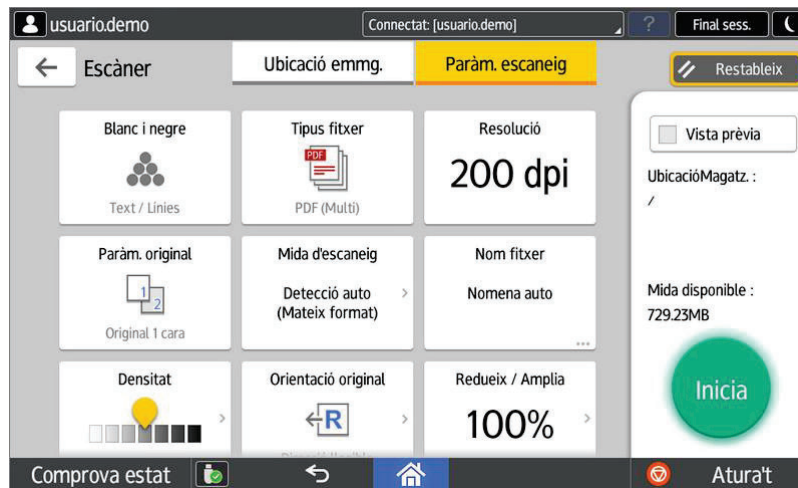 usuario.demo
Connectat: [usuario.demo]
?
Final sess.
Escàner
Ubicació emmg.
Paràm. escaneig
Restableix
Blanc i negre
Text / Línies
Tipus fitxer
PDF
PDF (Multi)
Resolució
200 dpi
Vista prèvia
UbicacióMagatz. :
/
Paràm. original
1
2
Original 1 cara
Mida d'escaneig
Detecció auto
(Mateix format)
Nom fitxer
Nomena auto
...
Mida disponible :
729.23MB
Densitat
Orientació original
R
Redueix / Amplia
100%
Inicia
Comprova estat
Atura't